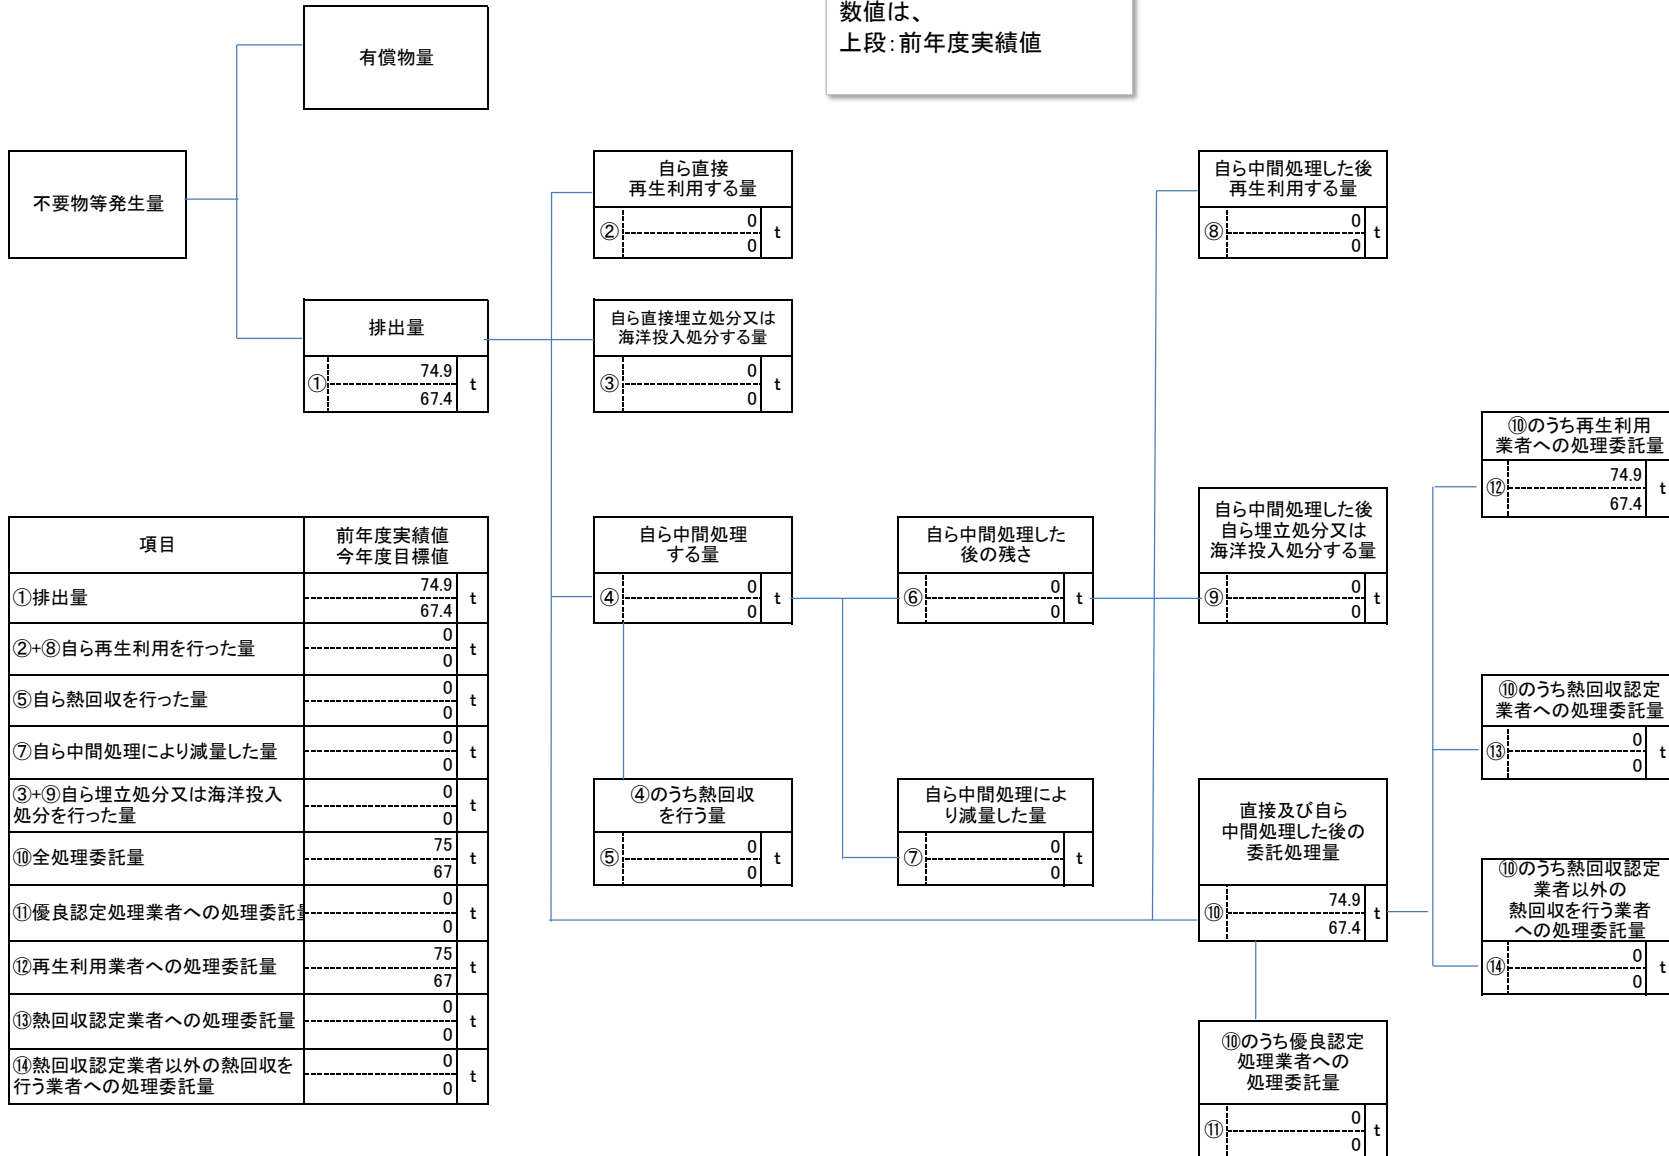 数値は、
上段：前年度実績値
有償物量
不要物等発生量
自ら直接
再生利用する量
②
0
0
t
自ら中間処理した後
再生利用する量
⑧
0
0
t
排出量
①
74.9
67.4
t
自ら直接埋立処分又は
海洋投入処分する量
③
0
0
t
⑩のうち再生利用
業者への処理委託量
⑫
74.9
67.4
t
自ら中間処理
する量
④
0
0
t
自ら中間処理した
後の残さ
⑥
0
0
t
自ら中間処理した後
自ら埋立処分又は
海洋投入処分する量
⑨
0
0
t
⑩のうち熱回収認定
業者への処理委託量
⑬
0
0
t
④のうち熱回収
を行う量
⑤
0
0
t
自ら中間処理によ
り減量した量
⑦
0
0
t
直接及び自ら
中間処理した後の
委託処理量
⑩
74.9
67.4
t
⑩のうち熱回収認定
業者以外の
熱回収を行う業者
への処理委託量
⑭
0
0
t
⑩のうち優良認定
処理業者への
処理委託量
⑪
0
0
t
項目
前年度実績値
今年度目標値
①排出量
74.9
67.4
t
②+⑧自ら再生利用を行った量
0
0
t
⑤自ら熱回収を行った量
0
0
t
⑦自ら中間処理により減量した量
0
0
t
③+⑨自ら埋立処分又は海洋投入
処分を行った量
0
0
t
⑩全処理委託量
75
67
t
⑪優良認定処理業者への処理委託
0
0
t
⑫再生利用業者への処理委託量
75
67
t
⑬熱回収認定業者への処理委託量
0
0
t
⑭熱回収認定業者以外の熱回収を
行う業者への処理委託量
0
0
t